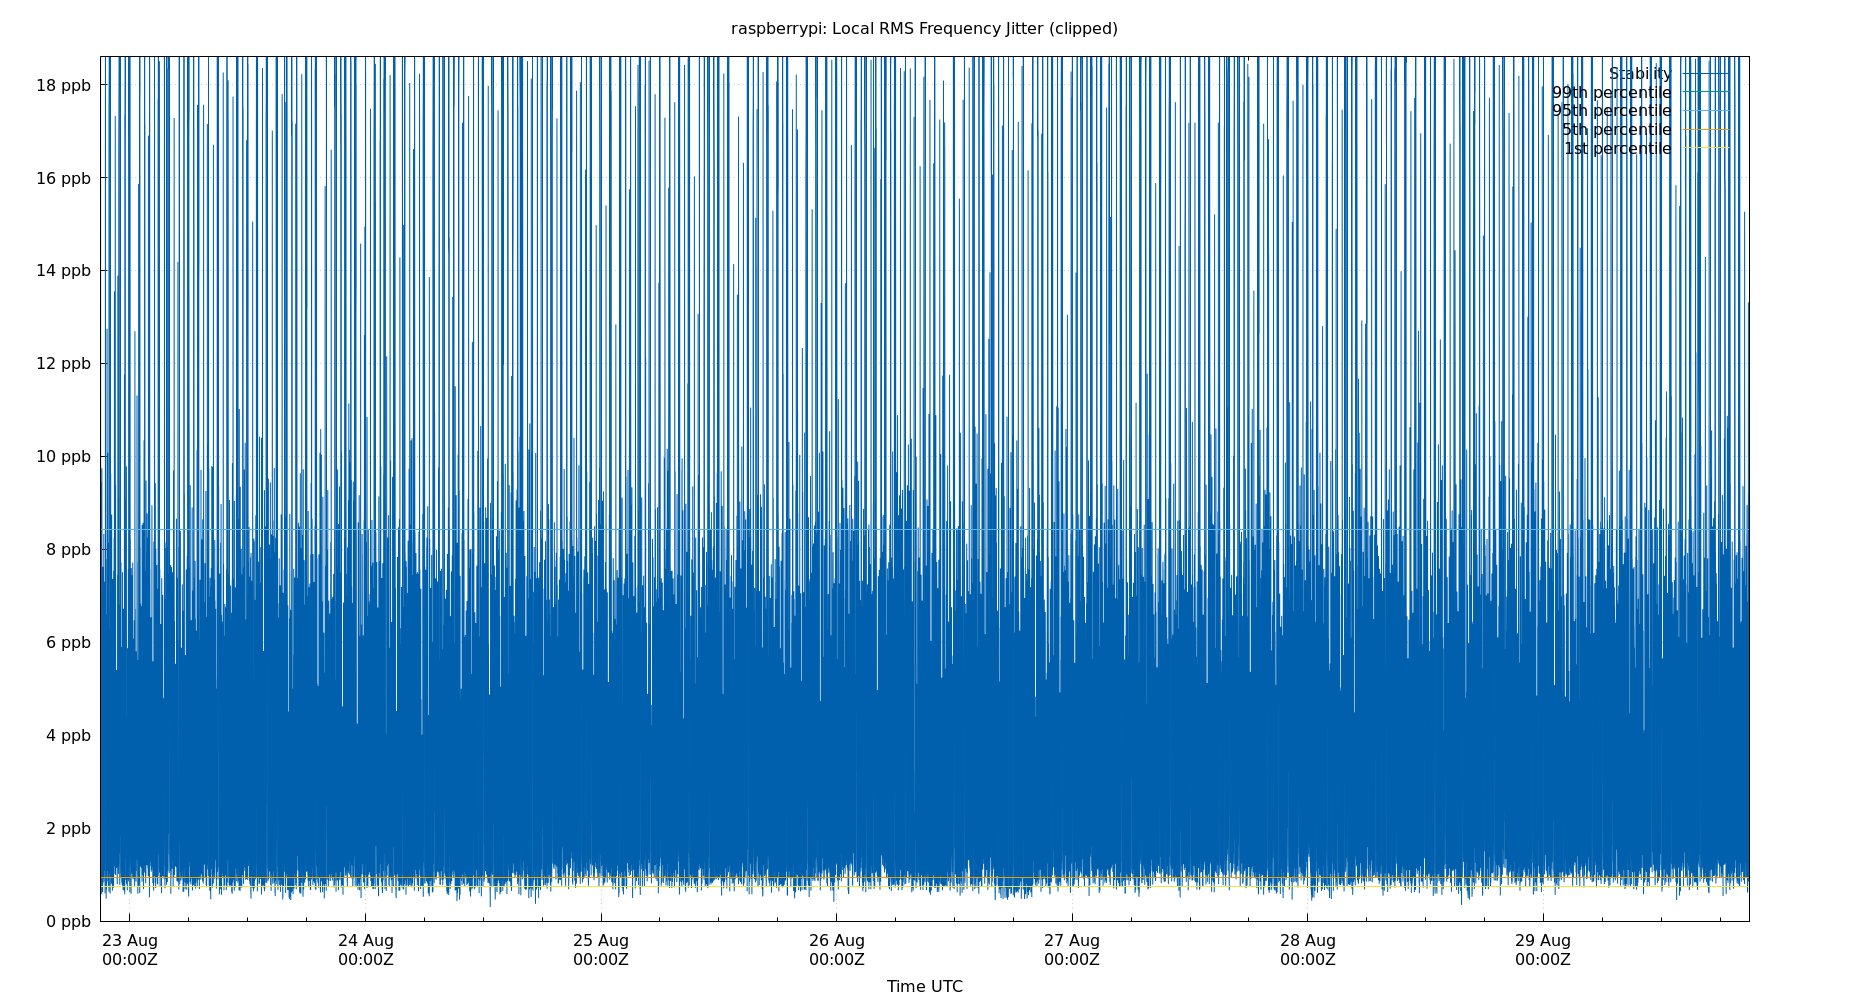 raspberrypi: Local RMS Frequency Jitter (clipped)
18 ppb
16 ppb
14 ppb
12 ppb
10 ppb
8 ppb
6 ppb
4 ppb
2 ppb
0 ppb
Stability
99th percentile
95th percentile
5th percentile
1st percentile
23 Aug 24 Aug 25 Aug 26 Aug 27 Aug 28 Aug 29 Aug
00:00Z 00:00Z 00:00Z 00:00Z 00:00Z 00:00Z 00:00Z
Time UTC